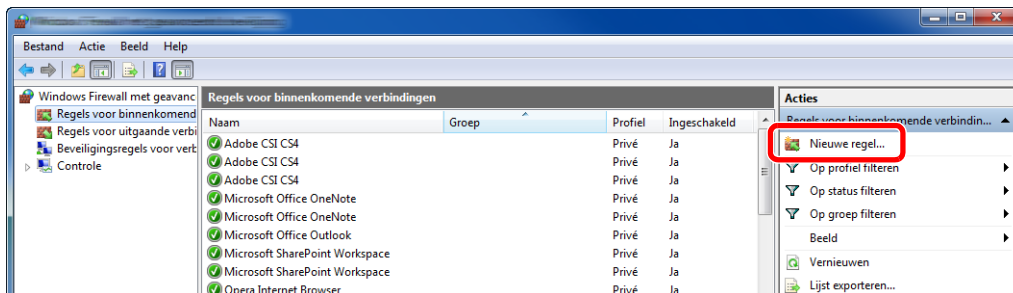 Bestand Actie Beeld Help
Windows Firewall met geavanc
Regels voor binnenkomend
Regels voor uitgaande verbi
Beveiligingsregels voor vert
Controle
Regels voor binnenkomende verbindingen
Naam Groep Profiel Ingeschakeld
Adobe CSI CS4 Privé Ja
Adobe CSI CS4 Privé Ja
Adobe CSI CS4 Privé Ja
Microsoft Office OneNote Privé Ja
Microsoft Office OneNote Privé Ja
Microsoft Office Outlook Privé Ja
Microsoft SharePoint Workspace Privé Ja
Microsoft SharePoint Workspace Privé Ja
Opera Internet Browser Privé Ja
Acties
Regels voor binnenkomende verbindin...
Nieuwe regel...
Op profiel filteren
Op status filteren
Op groep filteren
Beeld
Vernieuwen
Lijst exporteren...